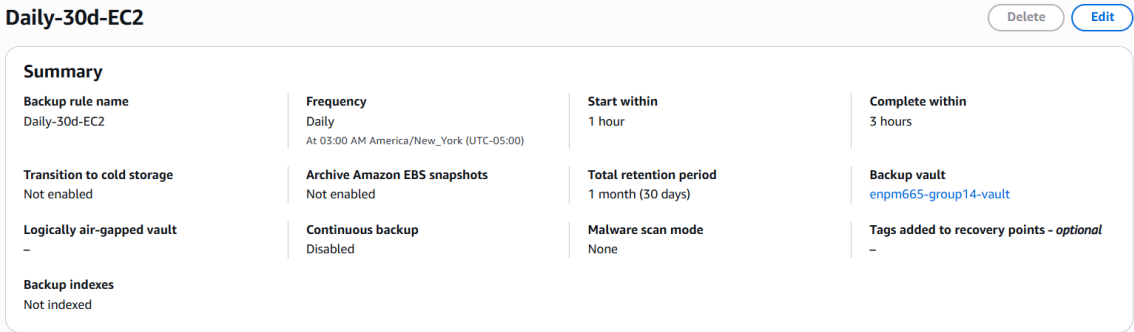 Daily-30d-EC2
Delete
Edit
Summary
Backup rule name
Daily-30d-EC2
Frequency
Daily
At 03:00 AM America/New_York (UTC-05:00)
Start within
1 hour
Complete within
3 hours
Transition to cold storage
Not enabled
Archive Amazon EBS snapshots
Not enabled
Total retention period
1 month (30 days)
Backup vault
enpm665-group14-vault
Logically air-gapped vault
–
Continuous backup
Disabled
Malware scan mode
None
Tags added to recovery points - optional
–
Backup indexes
Not indexed